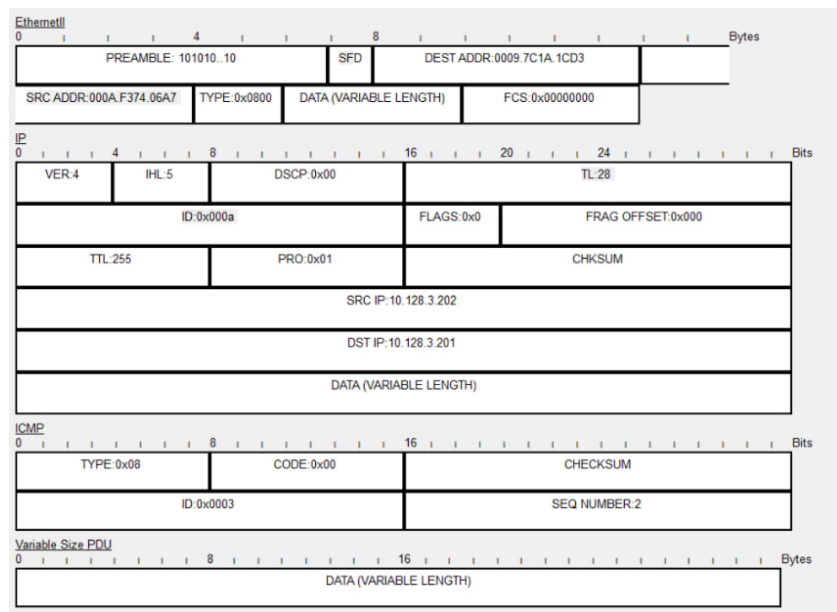 EthernetII
0 4 8 Bytes
PREAMBLE: 101010..10 SFD DEST ADDR:0009.7C1A.1CD3
SRC ADDR:000A.F374.06A7 TYPE:0x0800 DATA (VARIABLE LENGTH) FCS:0x00000000
IP
0 4 8 16 20 24 Bits
VER:4 IHL:5 DSCP:0x00 TL:28
ID:0x000a FLAGS:0x0 FRAG OFFSET:0x000
TTL:255 PRO:0x01 CHKSUM
SRC IP:10.128.3.202
DST IP:10.128.3.201
DATA (VARIABLE LENGTH)
ICMP
0 8 16 Bits
TYPE:0x08 CODE:0x00 CHECKSUM
ID:0x0003 SEQ NUMBER:2
Variable Size PDU
0 8 16 Bytes
DATA (VARIABLE LENGTH)